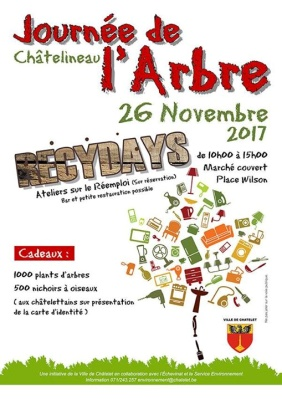 Journée de
Châtelineau
l'Arbre
26 Novembre
2017
RECYDAYS
de 10h00 à 15h00
Marché couvert
Place Wilson
Ateliers sur le Réemploi (Sur réservation)
Bar et petite restauration possible
Cadeaux :
1000 plants d'arbres
500 nichoirs à oiseaux
( aux châtelettains sur présentation
de la carte d'identité )
VILLE DE CHATELET
Une initiative de la Ville de Châtelet en collaboration avec l'Echevinat et le Service Environnement
Information 071/243.257 environnement@chatelet.be